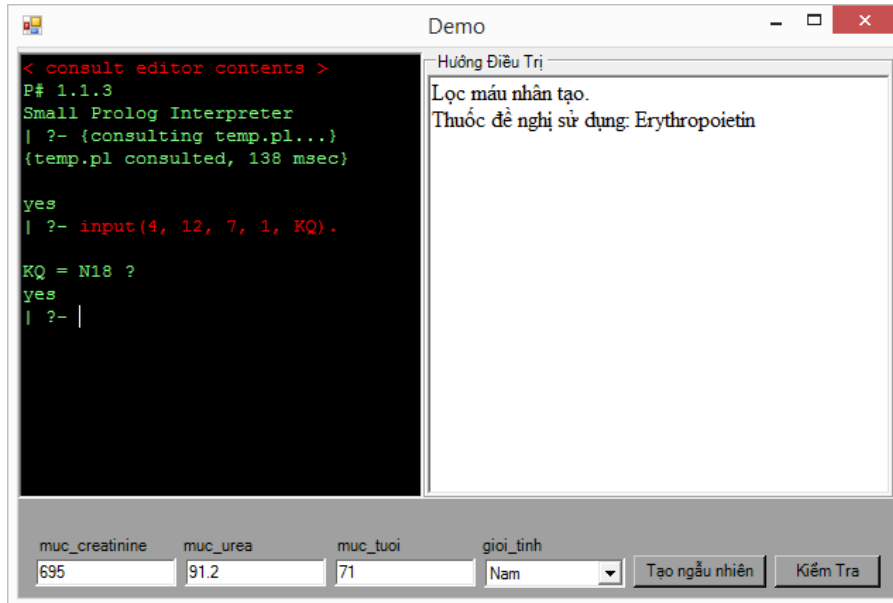 Demo
< consult editor contents >
P# 1.1.3
Small Prolog Interpreter
| ?- {consulting temp.pl...}
{temp.pl consulted, 138 msec}
yes
| ?- input(4, 12, 7, 1, KQ).
KQ = N18 ?
yes
| ?-
Hướng Điều Trị
Lọc máu nhân tạo.
Thuốc đề nghị sử dụng: Erythropoietin
muc_creatinine muc_urea muc_tuoi gioi_tinh
695 91.2 71 Nam Tạo ngẫu nhiên Kiểm Tra